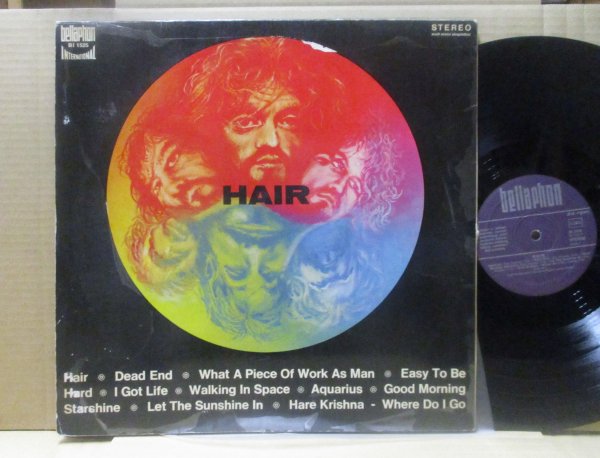 bellaphon
BI 1525
INTERNATIONAL
STEREO
HAIR
Hair ⊛ Dead End ⊛ What A Piece Of Work As Man ⊛ Easy To Be
Hard ⊛ I Got Life ⊛ Walking In Space ⊛ Aquarius ⊛ Good Morning
Starshine ⊛ Let The Sunshine In ⊛ Hare Krishna - Where Do I Go
bellaphon